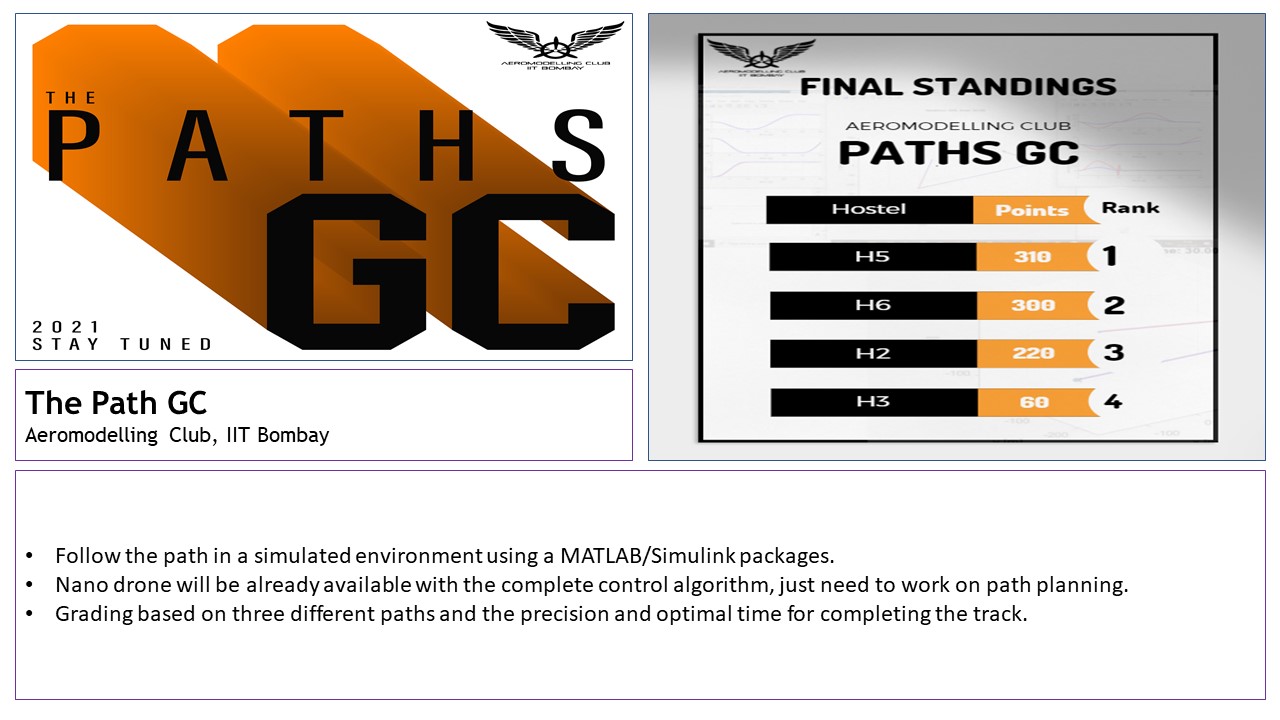 AEROMODELLING CLUB
IIT BOMBAY
THE
PATHS
GC
2021
STAY TUNED
The Path GC
Aeromodelling Club, IIT Bombay
AEROMODELLING CLUB
IIT BOMBAY
FINAL STANDINGS
AEROMODELLING CLUB
PATHS GC
Hostel Points Rank
H5 310 1
H6 300 2
H2 220 3
H3 60 4
• Follow the path in a simulated environment using a MATLAB/Simulink packages.
• Nano drone will be already available with the complete control algorithm, just need to work on path planning.
• Grading based on three different paths and the precision and optimal time for completing the track.